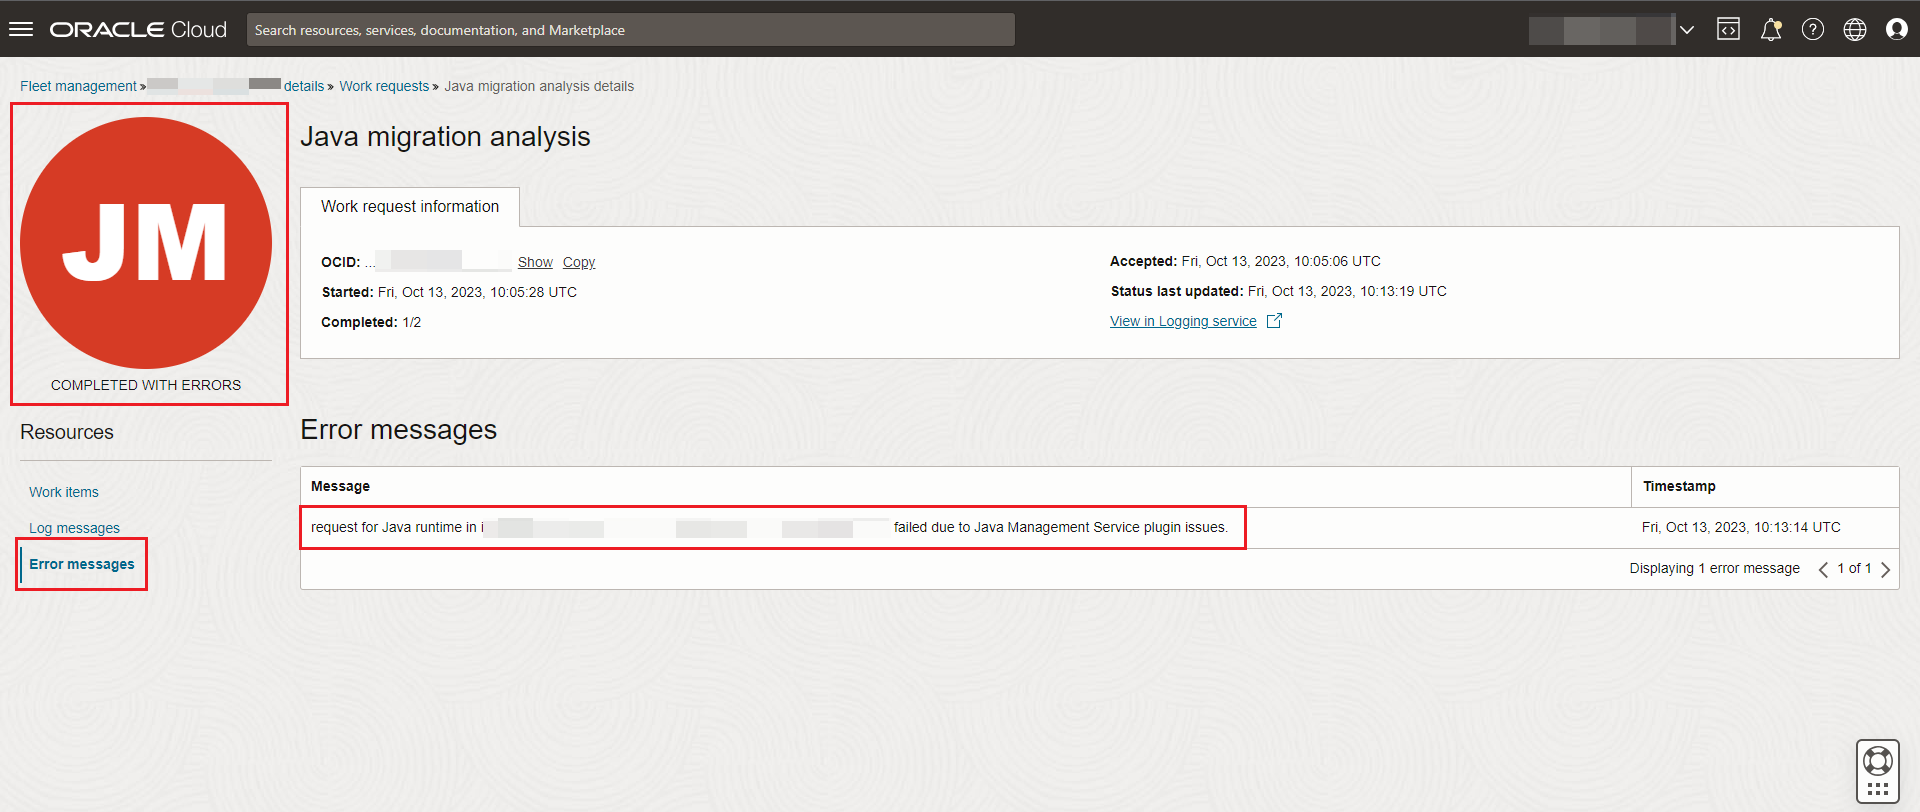 ORACLE Cloud
Search resources, services, documentation, and Marketplace
Fleet management » details » Work requests » Java migration analysis details
JM
COMPLETED WITH ERRORS
Java migration analysis
Work request information
OCID: ... Show Copy
Started: Fri, Oct 13, 2023, 10:05:28 UTC
Completed: 1/2
Accepted: Fri, Oct 13, 2023, 10:05:06 UTC
Status last updated: Fri, Oct 13, 2023, 10:13:19 UTC
View in Logging service
Resources
Work items
Log messages
Error messages
Error messages
Message Timestamp
request for Java runtime in i failed due to Java Management Service plugin issues. Fri, Oct 13, 2023, 10:13:14 UTC
Displaying 1 error message 1 of 1